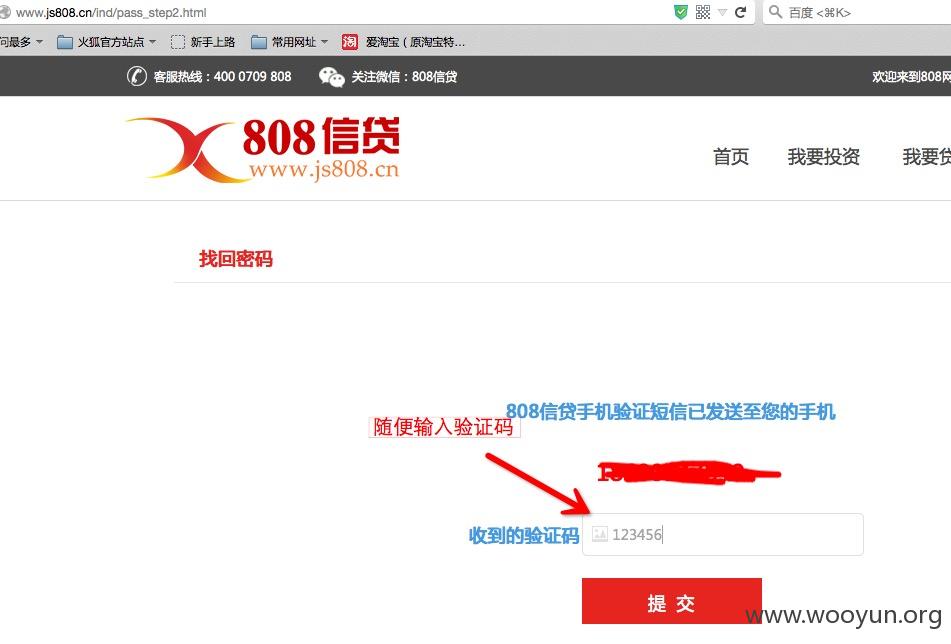 www.js808.cn/ind/pass_step2.html
百度 <⌘K>
问最多
火狐官方站点
新手上路
常用网址
淘
爱淘宝（原淘宝特…
客服热线：400 0709 808
关注微信：808信贷
欢迎来到808网
808信贷
www.js808.cn
首页
我要投资
我要贷
找回密码
808信贷手机验证短信已发送至您的手机
随便输入验证码
收到的验证码
123456
提 交
www.wooyun.org